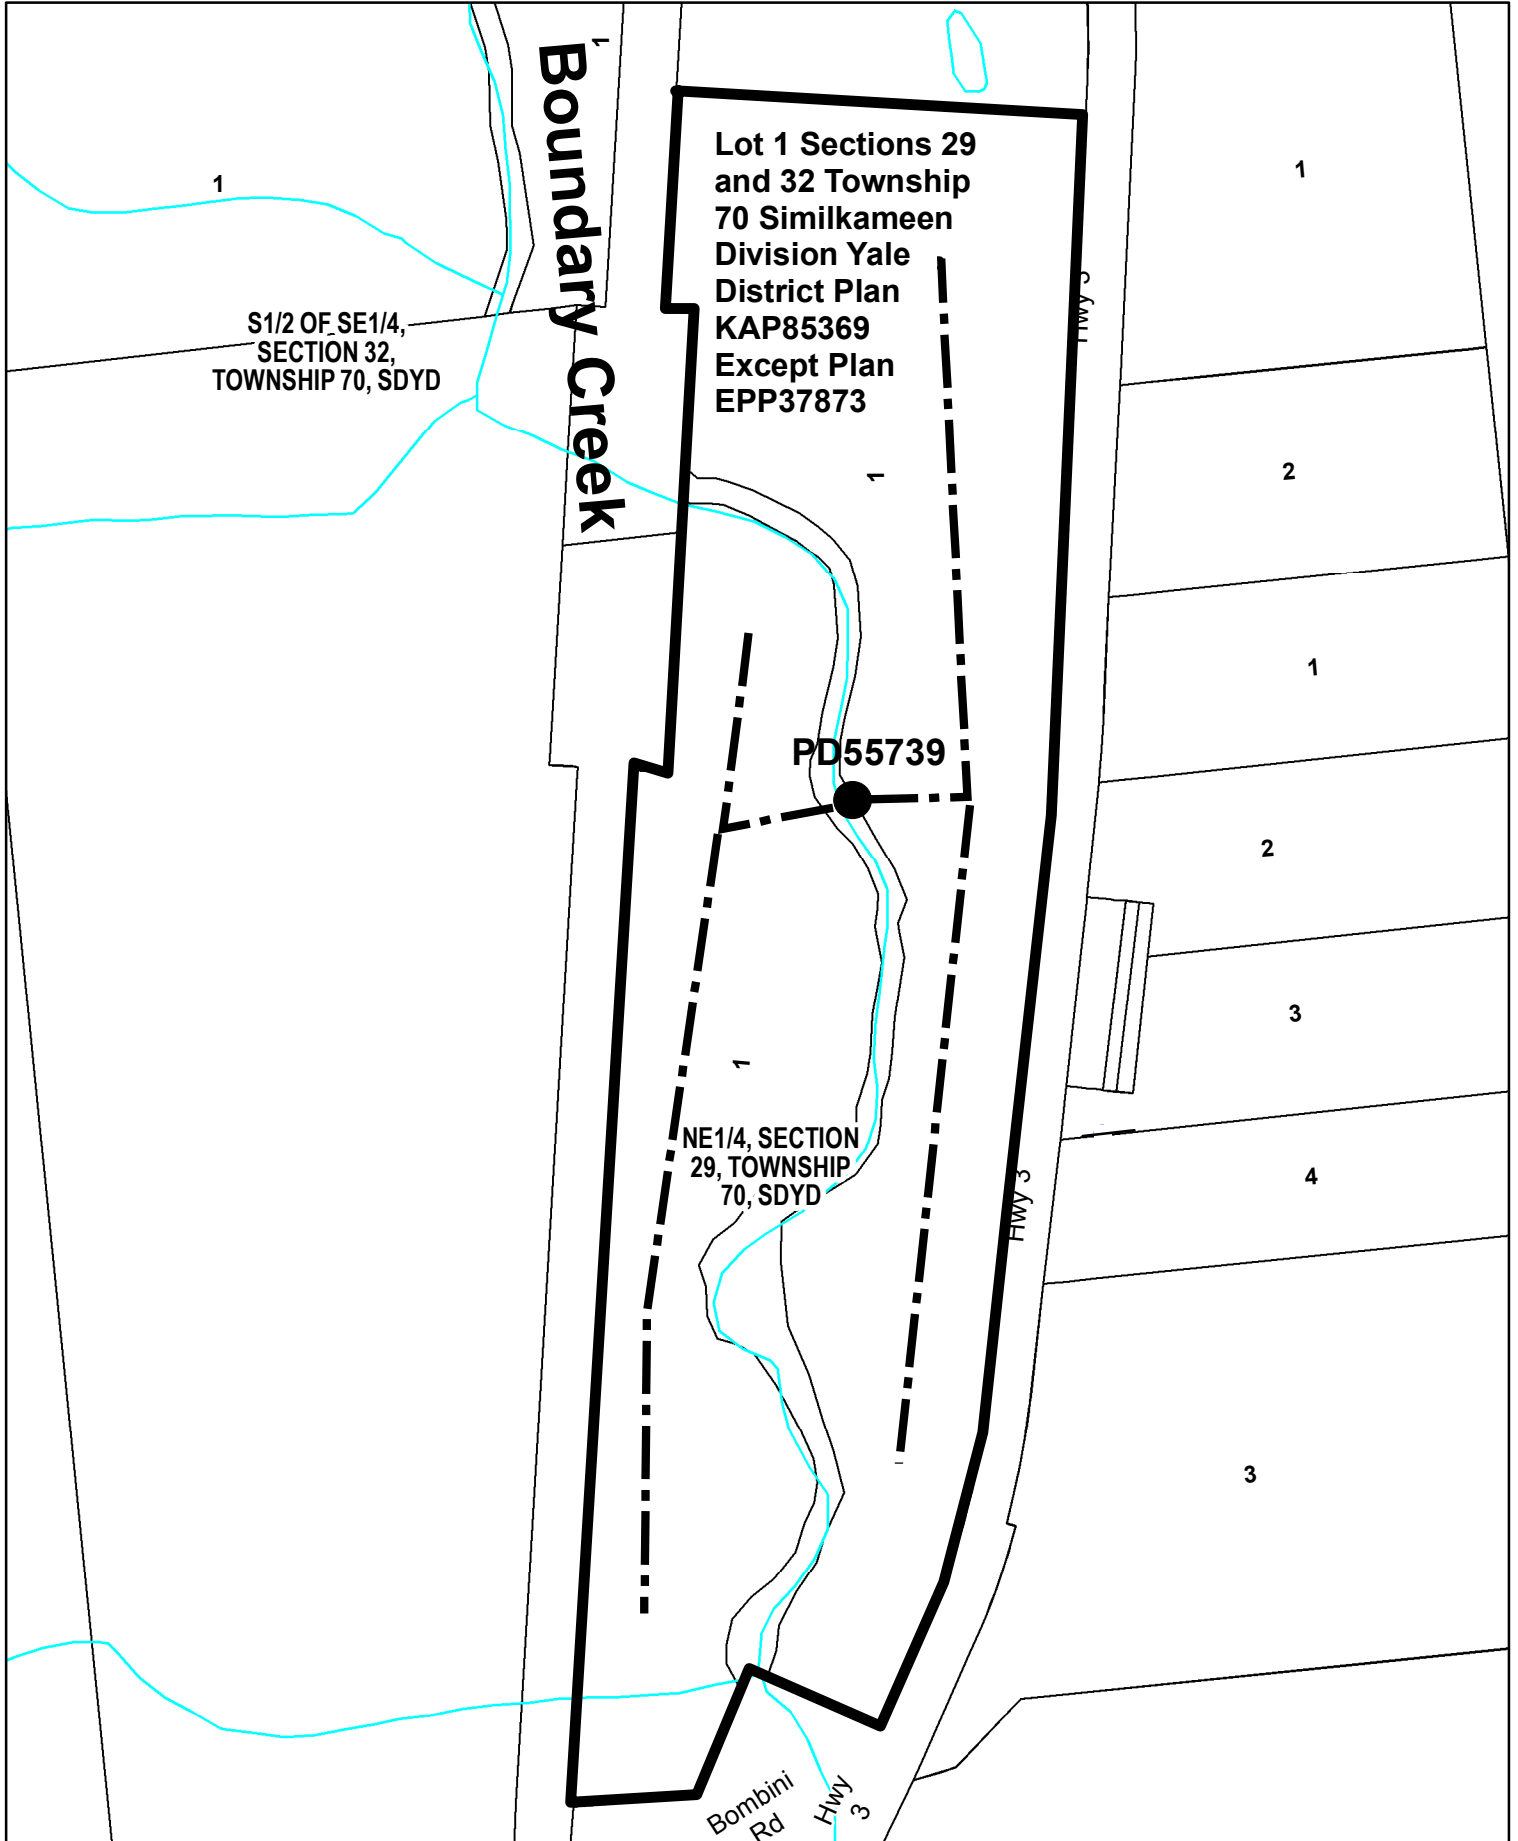 1
Boundary Creek
Lot 1 Sections 29
and 32 Township
70 Similkameen
Division Yale
District Plan
KAP85369
Except Plan
EPP37873
1
1
Hwy 3
S1/2 OF SE1/4,
SECTION 32,
TOWNSHIP 70, SDYD
1
2
1
PD55739
2
3
1
NE1/4, SECTION
29, TOWNSHIP
70, SDYD
Hwy 3
4
3
Bombini
Rd
Hwy
3